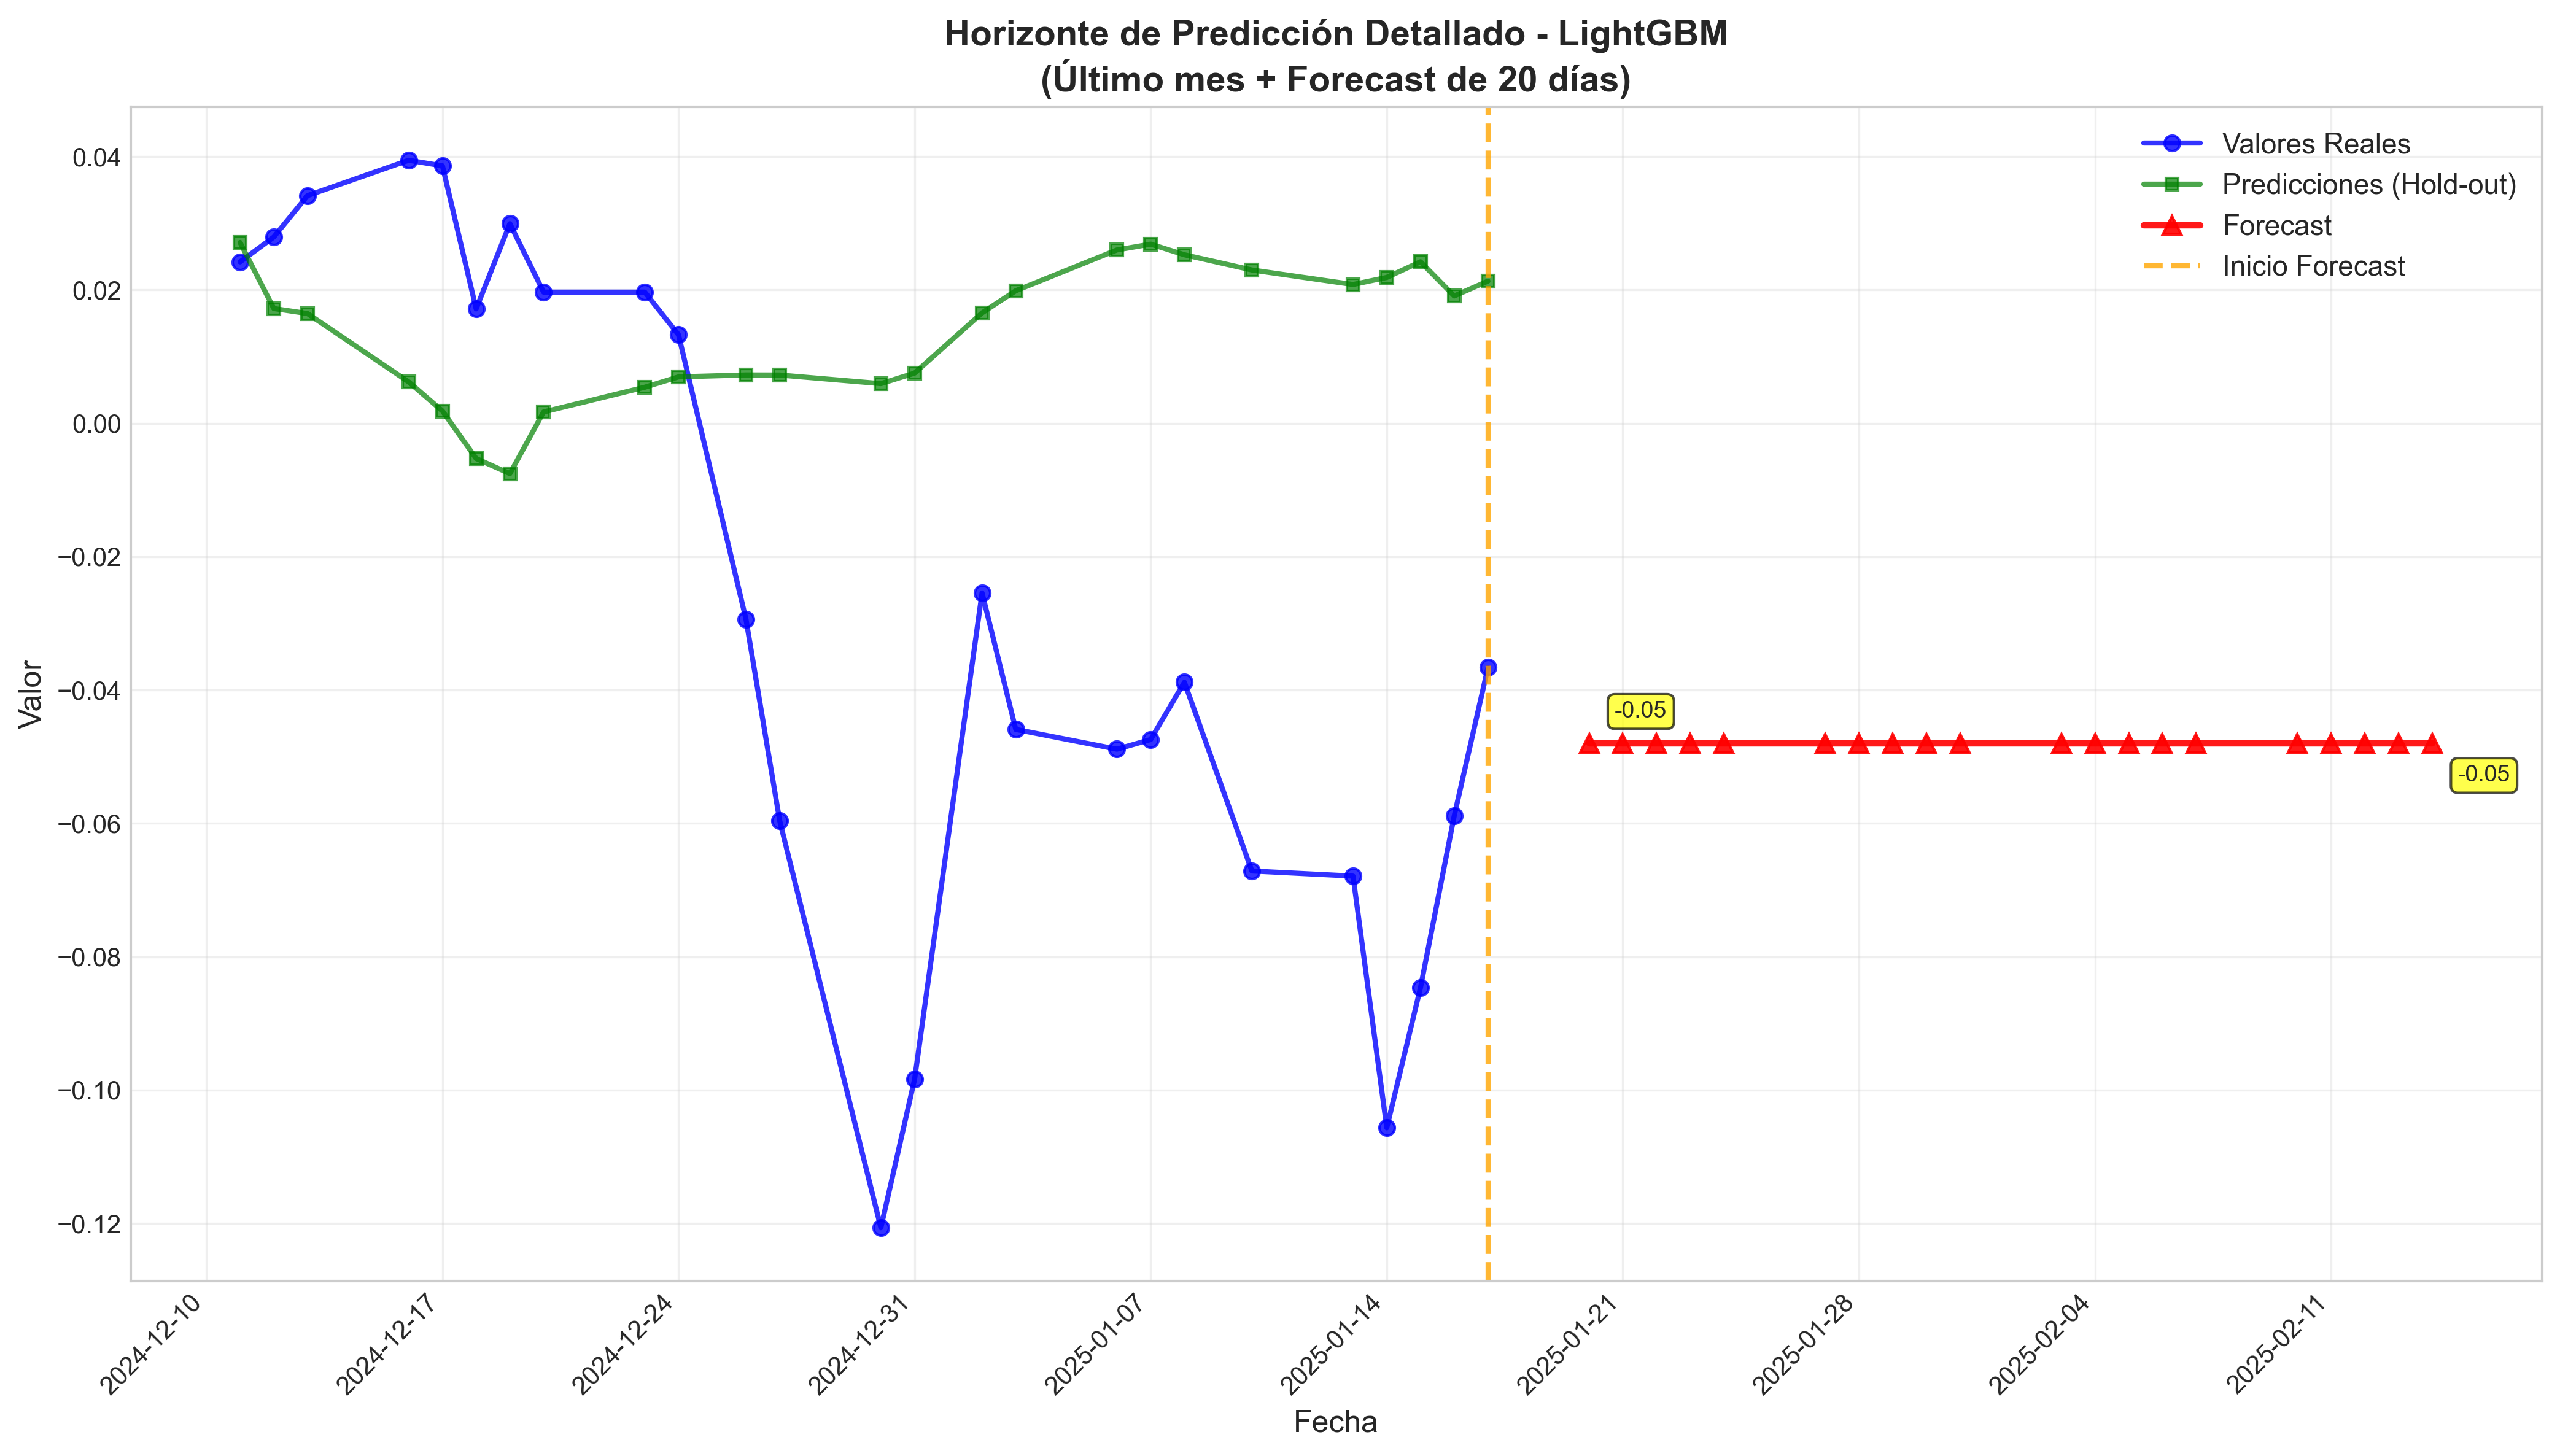 Horizonte de Predicción Detallado - LightGBM
(Último mes + Forecast de 20 días)
Valores Reales
Predicciones (Hold-out)
Forecast
Inicio Forecast
Valor
0.04
0.02
0.00
−0.02
−0.04
−0.06
−0.08
−0.10
−0.12
-0.05
-0.05
2024-12-10
2024-12-17
2024-12-24
2024-12-31
2025-01-07
2025-01-14
2025-01-21
2025-01-28
2025-02-04
2025-02-11
Fecha